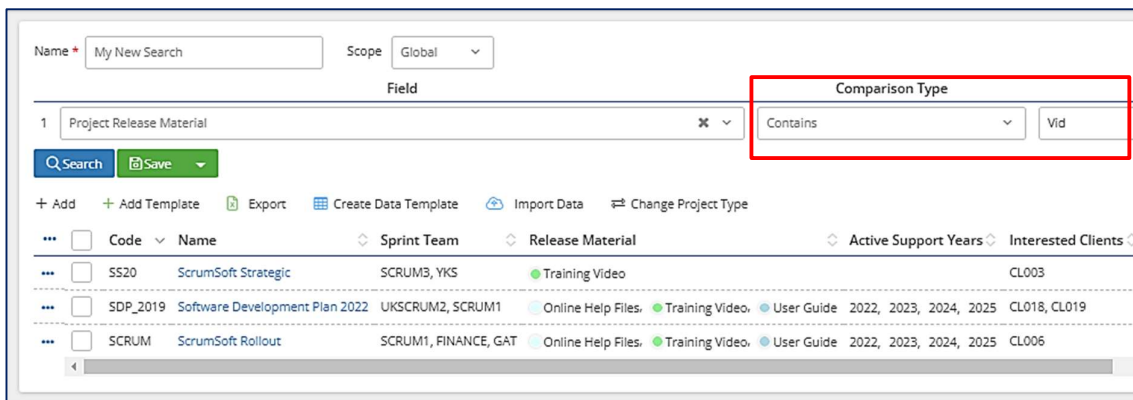 Name * My New Search Scope Global
Field Comparison Type
1 Project Release Material Contains Vid
Search Save
+ Add + Add Template Export Create Data Template Import Data Change Project Type
Code Name Sprint Team Release Material Active Support Years Interested Clients
SS20 ScrumSoft Strategic SCRUM3, YKS Training Video CL003
SDP_2019 Software Development Plan 2022 UKSCRUM2, SCRUM1 Online Help Files, Training Video, User Guide 2022, 2023, 2024, 2025 CL018, CL019
SCRUM ScrumSoft Rollout SCRUM1, FINANCE, GAT Online Help Files, Training Video, User Guide 2022, 2023, 2024, 2025 CL006